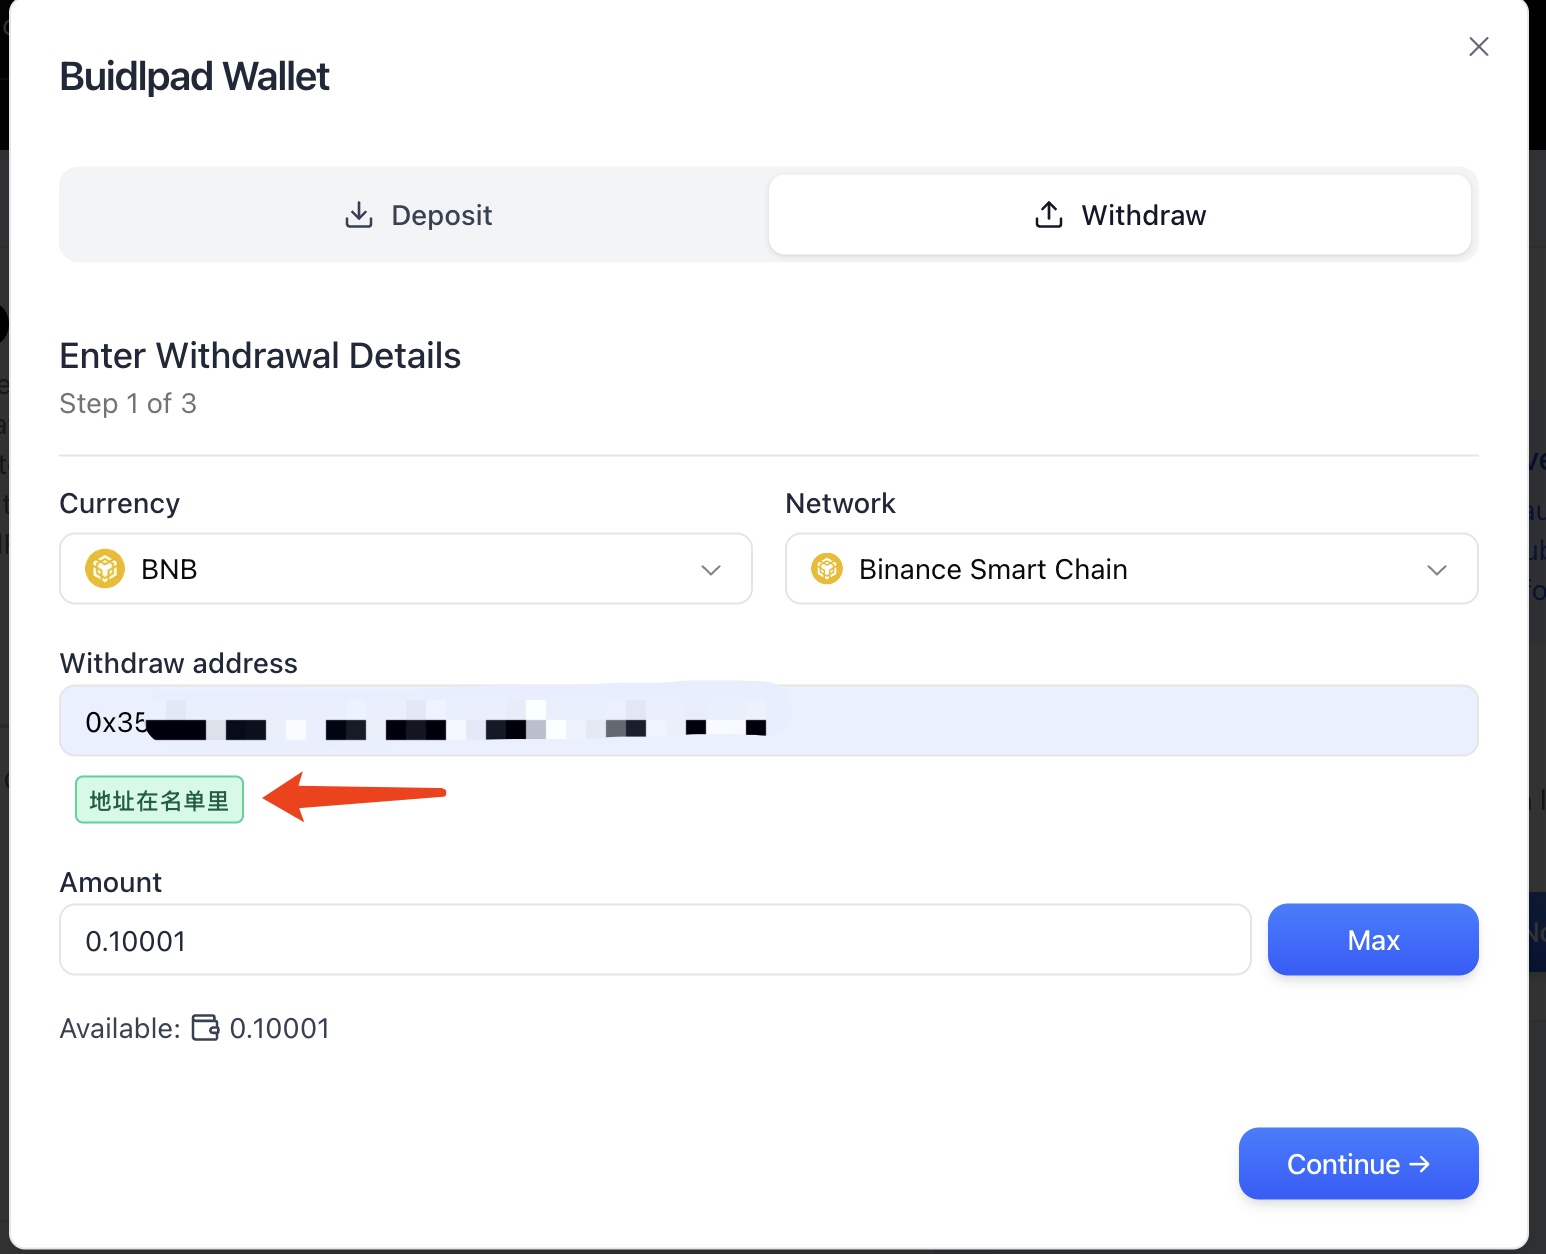 Buidlpad Wallet
Deposit
Withdraw
Enter Withdrawal Details
Step 1 of 3
Currency
Network
BNB
Binance Smart Chain
Withdraw address
0x35
地址在名单里
Amount
0.10001
Max
Available: 0.10001
Continue →